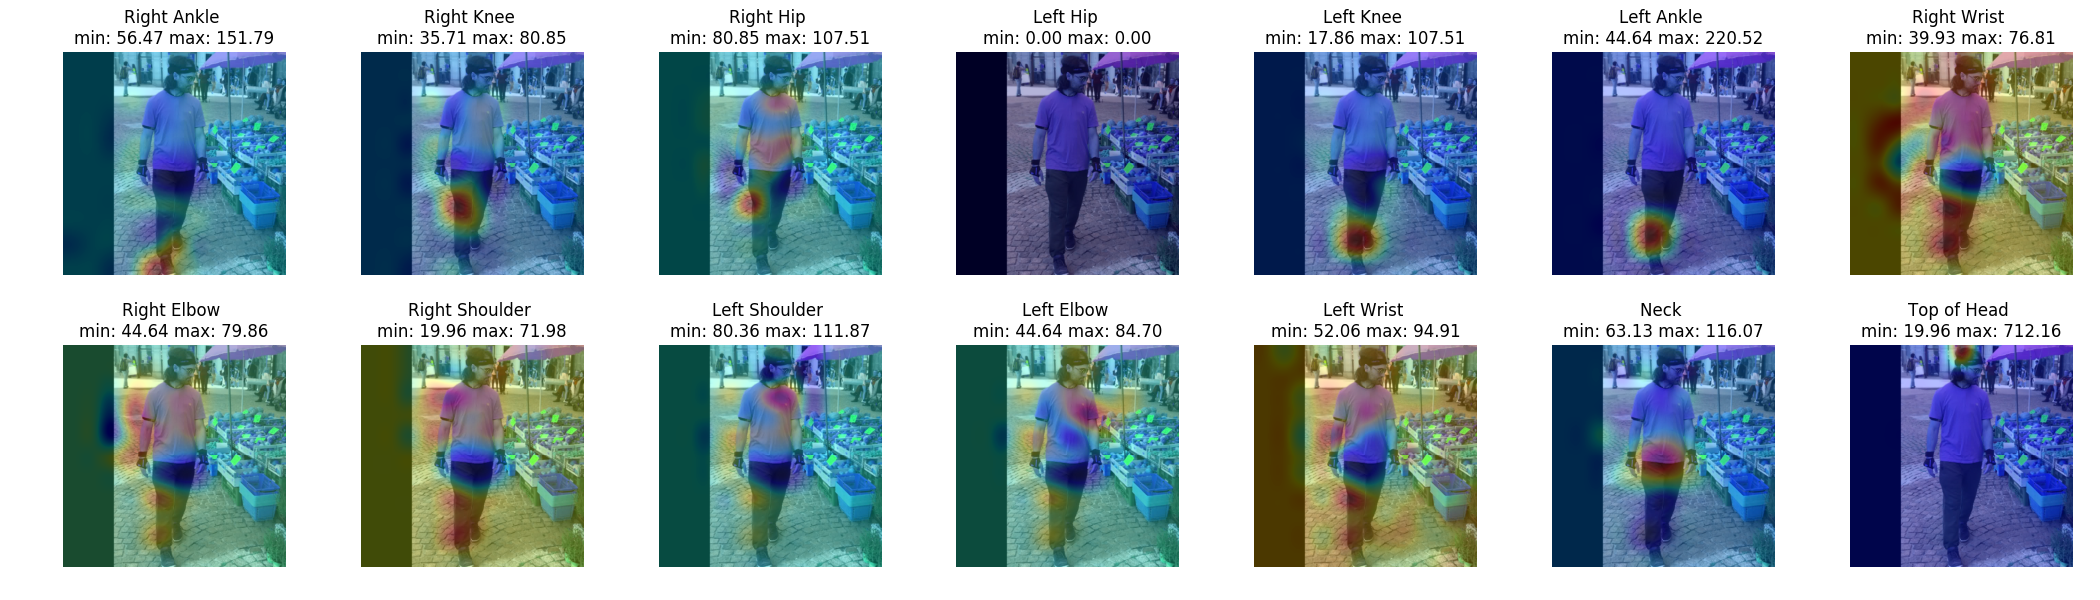 Right Ankle
min: 56.47 max: 151.79
Right Knee
min: 35.71 max: 80.85
Right Hip
min: 80.85 max: 107.51
Left Hip
min: 0.00 max: 0.00
Left Knee
min: 17.86 max: 107.51
Left Ankle
min: 44.64 max: 220.52
Right Wrist
min: 39.93 max: 76.81
Right Elbow
min: 44.64 max: 79.86
Right Shoulder
min: 19.96 max: 71.98
Left Shoulder
min: 80.36 max: 111.87
Left Elbow
min: 44.64 max: 84.70
Left Wrist
min: 52.06 max: 94.91
Neck
min: 63.13 max: 116.07
Top of Head
min: 19.96 max: 712.16